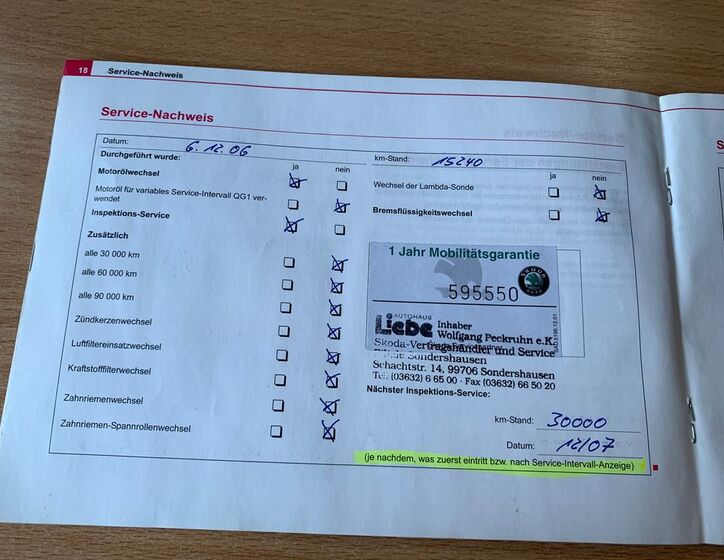 18 Service-Nachweis
Service-Nachweis
Datum: 6.12.06
km-Stand: 15240
Durchgeführt wurde:
ja nein
ja nein
Motorölwechsel
Wechsel der Lambda-Sonde
Motoröl für variables Service-Intervall QG1 ver-
wendet
Bremsflüssigkeitswechsel
Inspektions-Service
Zusätzlich
alle 30 000 km
alle 60 000 km
alle 90 000 km
Zündkerzenwechsel
Luftfiltereinsatzwechsel
Kraftstofffilterwechsel
Zahnriemenwechsel
Zahnriemen-Spannrollenwechsel
1 Jahr Mobilitätsgarantie
SKODA
AUTO
595550
AUTOHAUS
Liebe Inhaber
Wolfgang Peckruhn e.K.
Skoda-Vertragshändler und Service
Sondershausen
Schachtstr. 14, 99706 Sondershausen
Tel. (03632) 6 65 00 · Fax (03632) 66 50 20
Nächster Inspektions-Service:
km-Stand: 30000
Datum: 12/07
(je nachdem, was zuerst eintritt bzw. nach Service-Intervall-Anzeige)